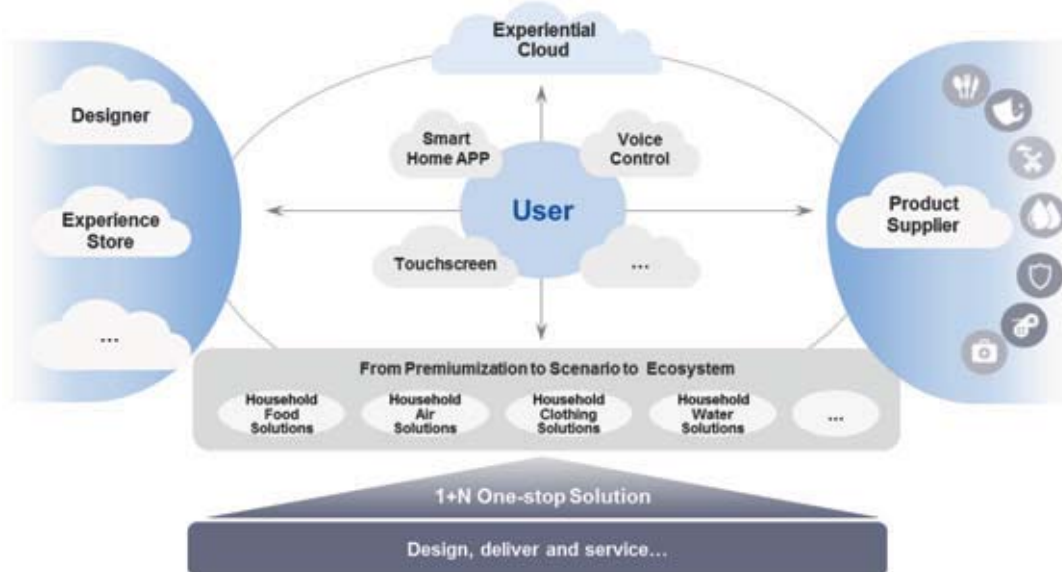 Experiential
Cloud
Designer
Smart
Home APP
Voice
Control
User
Experience
Store
Product
Supplier
Touchscreen
...
...
From Premiumization to Scenario to Ecosystem
Household
Food
Solutions
Household
Air
Solutions
Household
Clothing
Solutions
Household
Water
Solutions
...
1+N One-stop Solution
Design, deliver and service...